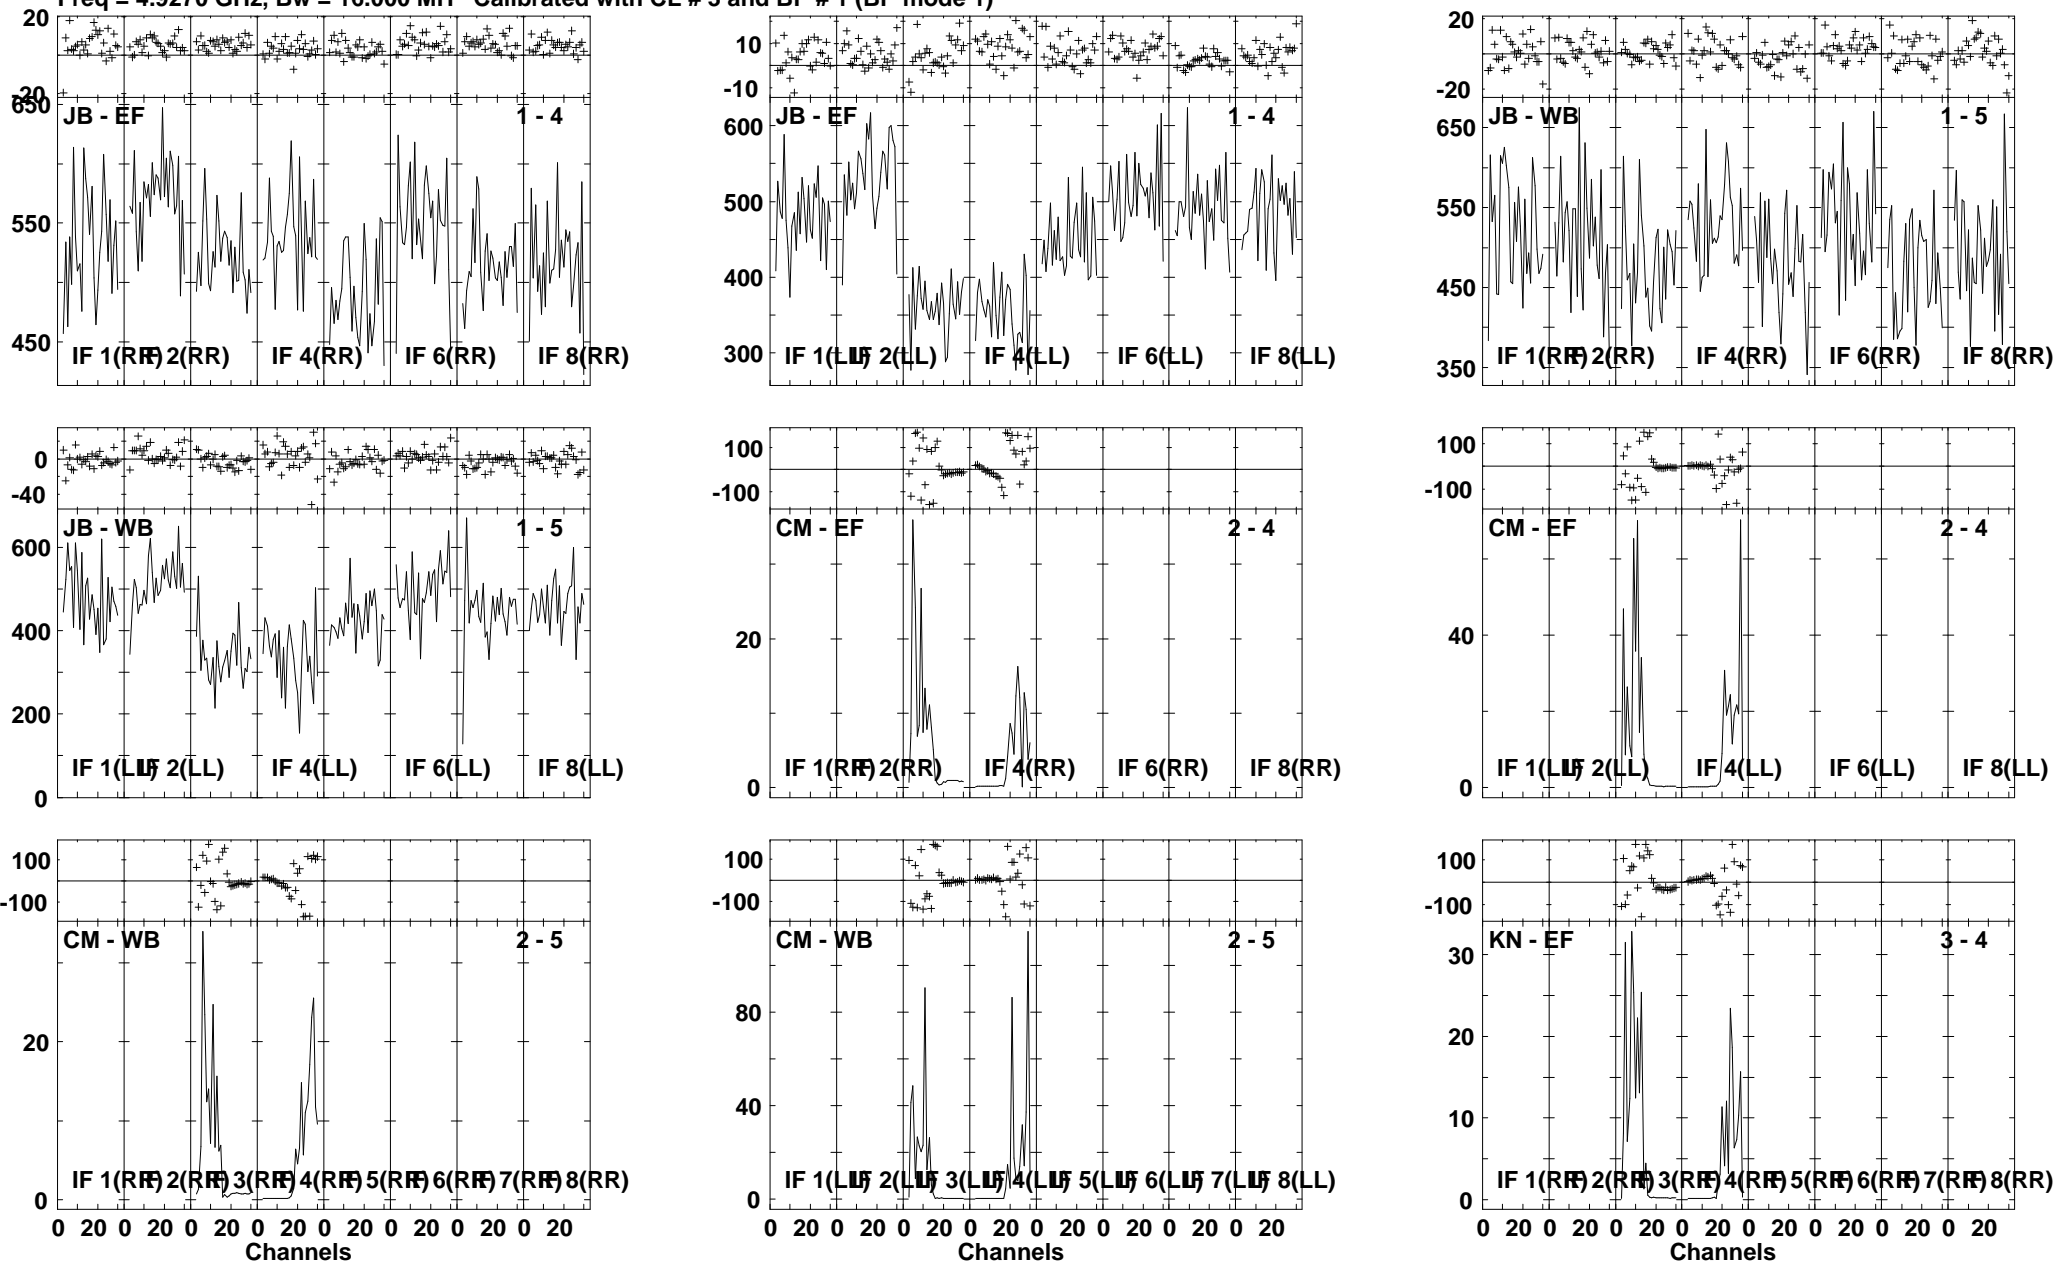 Freq = 4.9270 GHz, Bw = 16.000 MH Calibrated with CL # 3 and BP # 1 (BP mode 1)
20
-20
650
550
450
JB - EF 1 - 4
IF 1(RR) IF 2(RR) IF 4(RR) IF 6(RR) IF 8(RR)
10
-10
600
500
400
300
JB - EF 1 - 4
IF 1(LL) IF 2(LL) IF 4(LL) IF 6(LL) IF 8(LL)
20
-20
650
550
450
350
JB - WB 1 - 5
IF 1(RR) IF 2(RR) IF 4(RR) IF 6(RR) IF 8(RR)
0
-40
600
400
200
0
JB - WB 1 - 5
IF 1(LL) IF 2(LL) IF 4(LL) IF 6(LL) IF 8(LL)
100
-100
20
0
CM - EF 2 - 4
IF 1(RR) IF 2(RR) IF 4(RR) IF 6(RR) IF 8(RR)
100
-100
40
0
CM - EF 2 - 4
IF 1(LL) IF 2(LL) IF 4(LL) IF 6(LL) IF 8(LL)
100
-100
20
0
CM - WB 2 - 5
IF 1(RR) IF 2(RR) IF 3(RR) IF 4(RR) IF 5(RR) IF 6(RR) IF 7(RR) IF 8(RR)
0 20 0 20 0 20 0 20 0 20 0 20 0 20 0 20
Channels
100
-100
80
40
0
CM - WB 2 - 5
IF 1(LL) IF 2(LL) IF 3(LL) IF 4(LL) IF 5(LL) IF 6(LL) IF 7(LL) IF 8(LL)
0 20 0 20 0 20 0 20 0 20 0 20 0 20 0 20
Channels
100
-100
30
20
10
0
KN - EF 3 - 4
IF 1(RR) IF 2(RR) IF 3(RR) IF 4(RR) IF 5(RR) IF 6(RR) IF 7(RR) IF 8(RR)
0 20 0 20 0 20 0 20 0 20 0 20 0 20 0 20
Channels